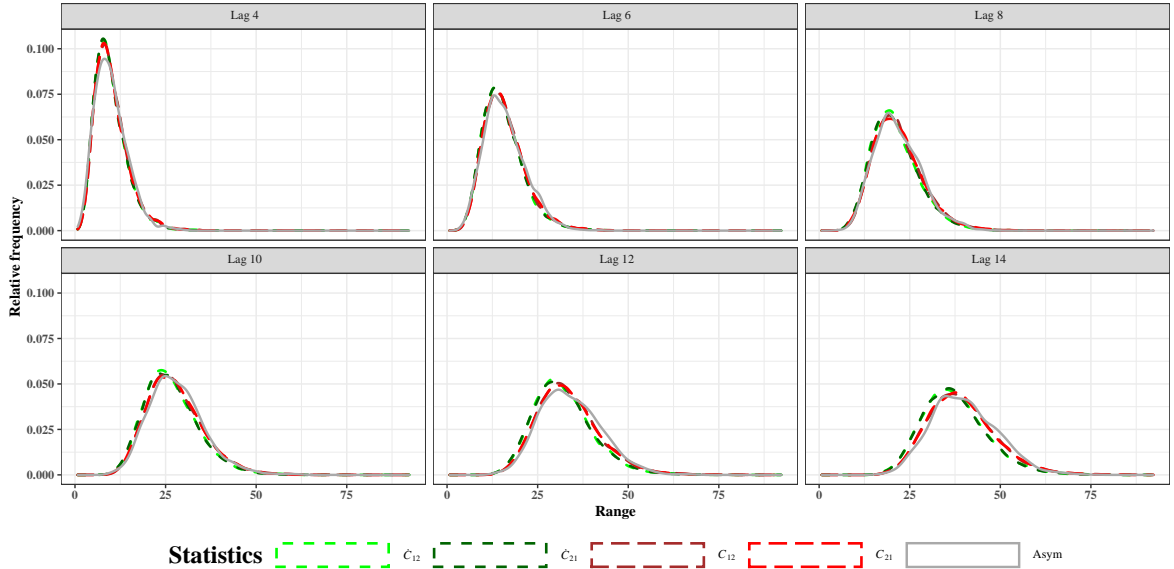 Lag 4 Lag 6 Lag 8
0.100
0.075
0.050
0.025
0.000
Lag 10 Lag 12 Lag 14
0.100
0.075
0.050
0.025
0.000
0 25 50 75 0 25 50 75 0 25 50 75
Relative frequency
Range
Statistics Ċ₁₂ Ċ₂₁ C₁₂ C₂₁ Asym